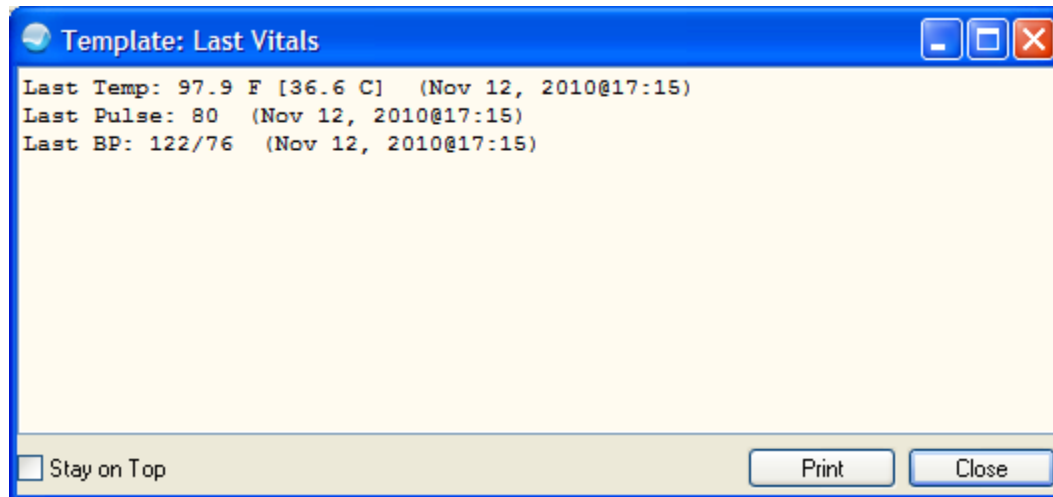 Template: Last Vitals
Last Temp: 97.9 F [36.6 C]  (Nov 12, 2010@17:15)
Last Pulse: 80  (Nov 12, 2010@17:15)
Last BP: 122/76  (Nov 12, 2010@17:15)
Stay on Top
Print
Close